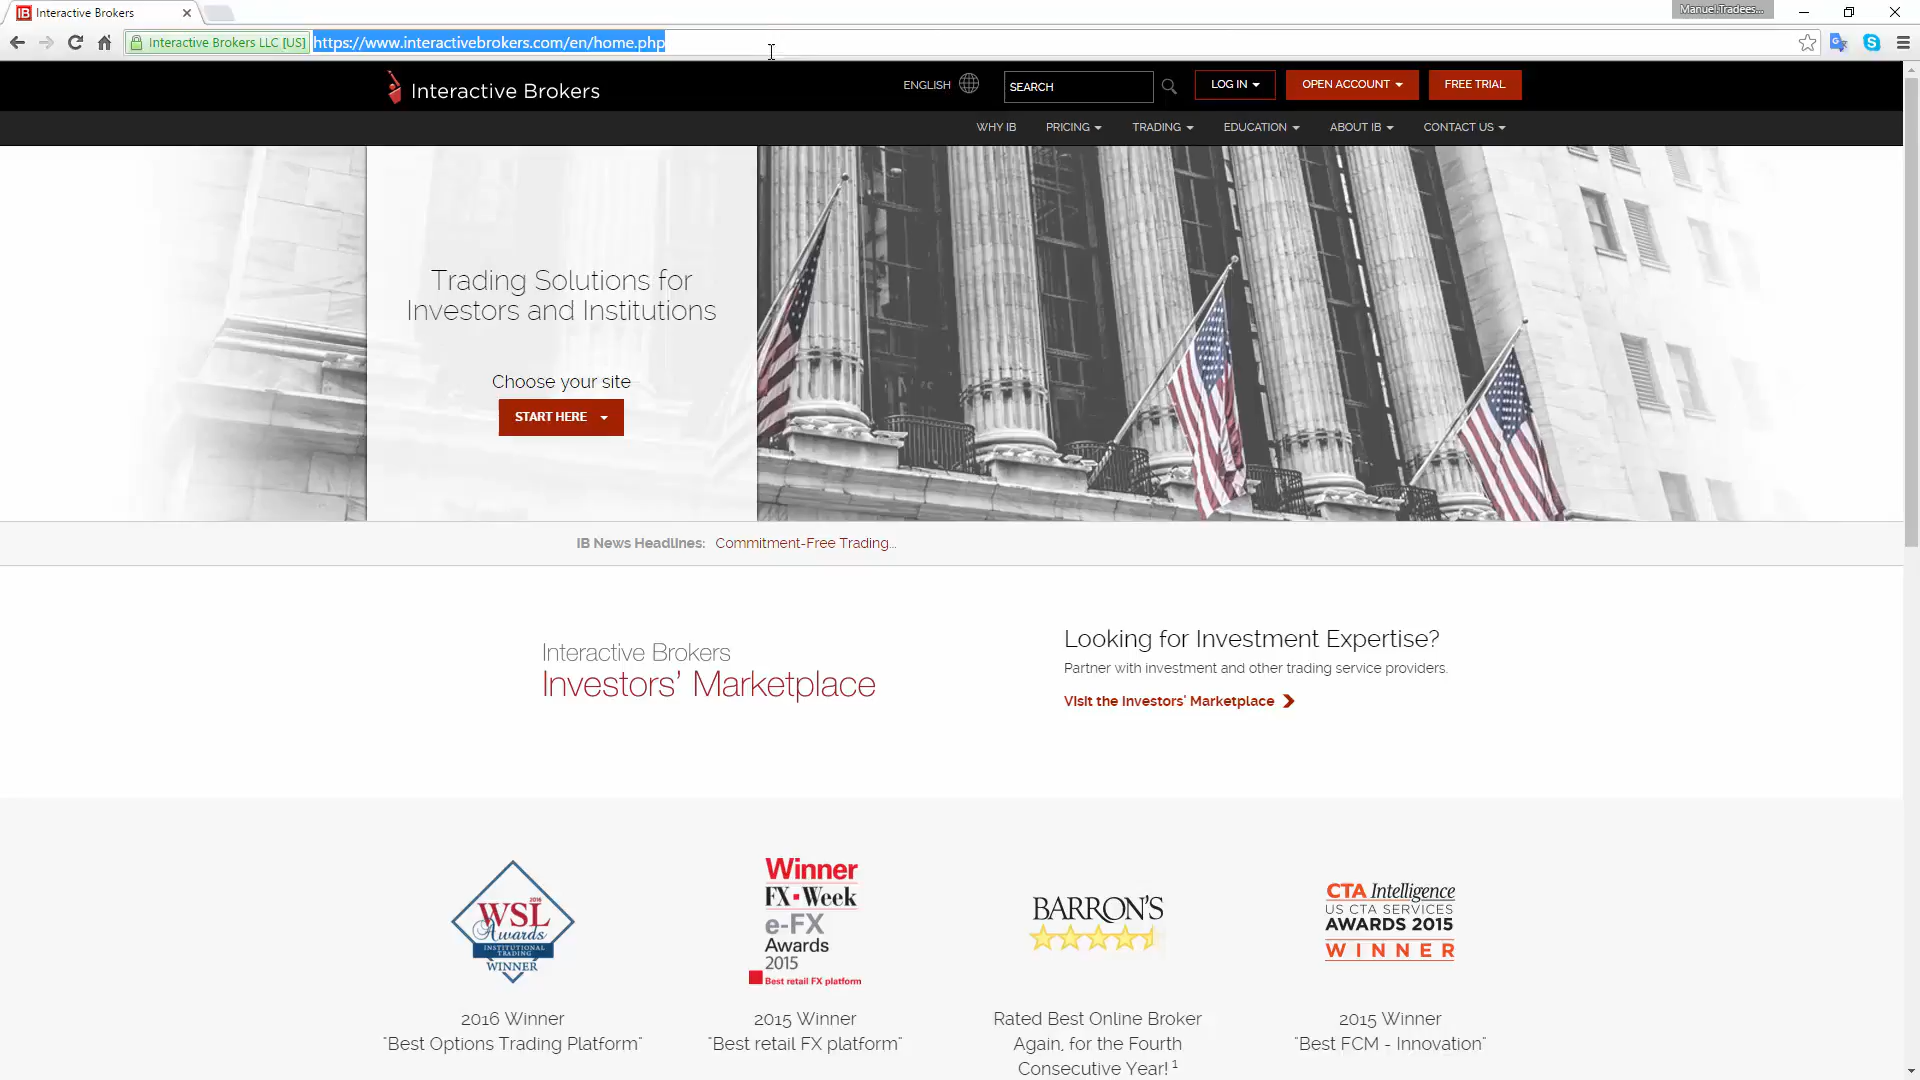 Interactive Brokers
Manuel.Tradees...
Interactive Brokers LLC [US] https://www.interactivebrokers.com/en/home.php
Interactive Brokers
ENGLISH
SEARCH
LOG IN
OPEN ACCOUNT
FREE TRIAL
WHY IB
PRICING
TRADING
EDUCATION
ABOUT IB
CONTACT US
Trading Solutions for
Investors and Institutions
Choose your site
START HERE
IB News Headlines: Commitment-Free Trading...
Interactive Brokers
Investors' Marketplace
Looking for Investment Expertise?
Partner with investment and other trading service providers.
Visit the Investors' Marketplace
2016
WSL
Awards
INSTITUTIONAL
TRADING
WINNER
2016 Winner
"Best Options Trading Platform"
Winner
FX•Week
e-FX
Awards
2015
Best retail FX platform
2015 Winner
"Best retail FX platform"
BARRON'S
Rated Best Online Broker
Again, for the Fourth
Consecutive Year! 1
CTA Intelligence
US CTA SERVICES
AWARDS 2015
WINNER
2015 Winner
"Best FCM - Innovation"